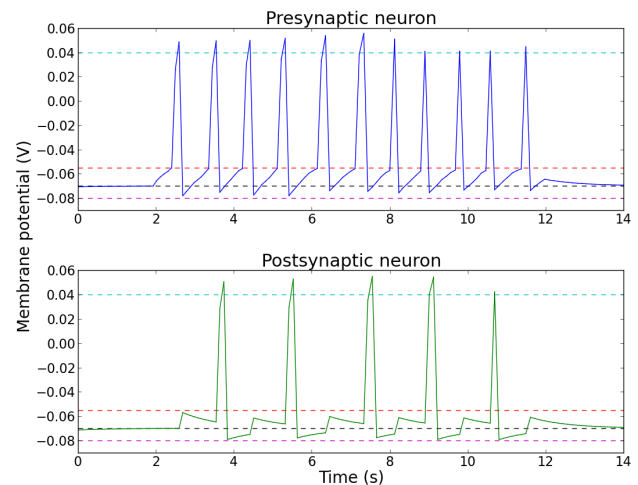 Presynaptic neuron
0.06
0.04
0.02
0.00
−0.02
−0.04
−0.06
−0.08
0 2 4 6 8 10 12 14
Membrane potential (V)
Postsynaptic neuron
0.06
0.04
0.02
0.00
−0.02
−0.04
−0.06
−0.08
0 2 4 6 8 10 12 14
Time (s)